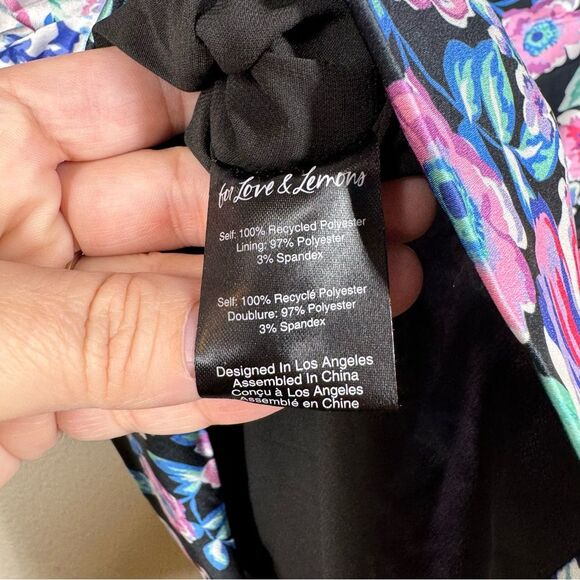 for Love & Lemons
Self: 100% Recycled Polyester
Lining: 97% Polyester
3% Spandex
Self: 100% Recyclé Polyester
Doublure: 97% Polyester
3% Spandex
Designed In Los Angeles
Assembled In China
Conçu à Los Angeles
Assemblé en Chine